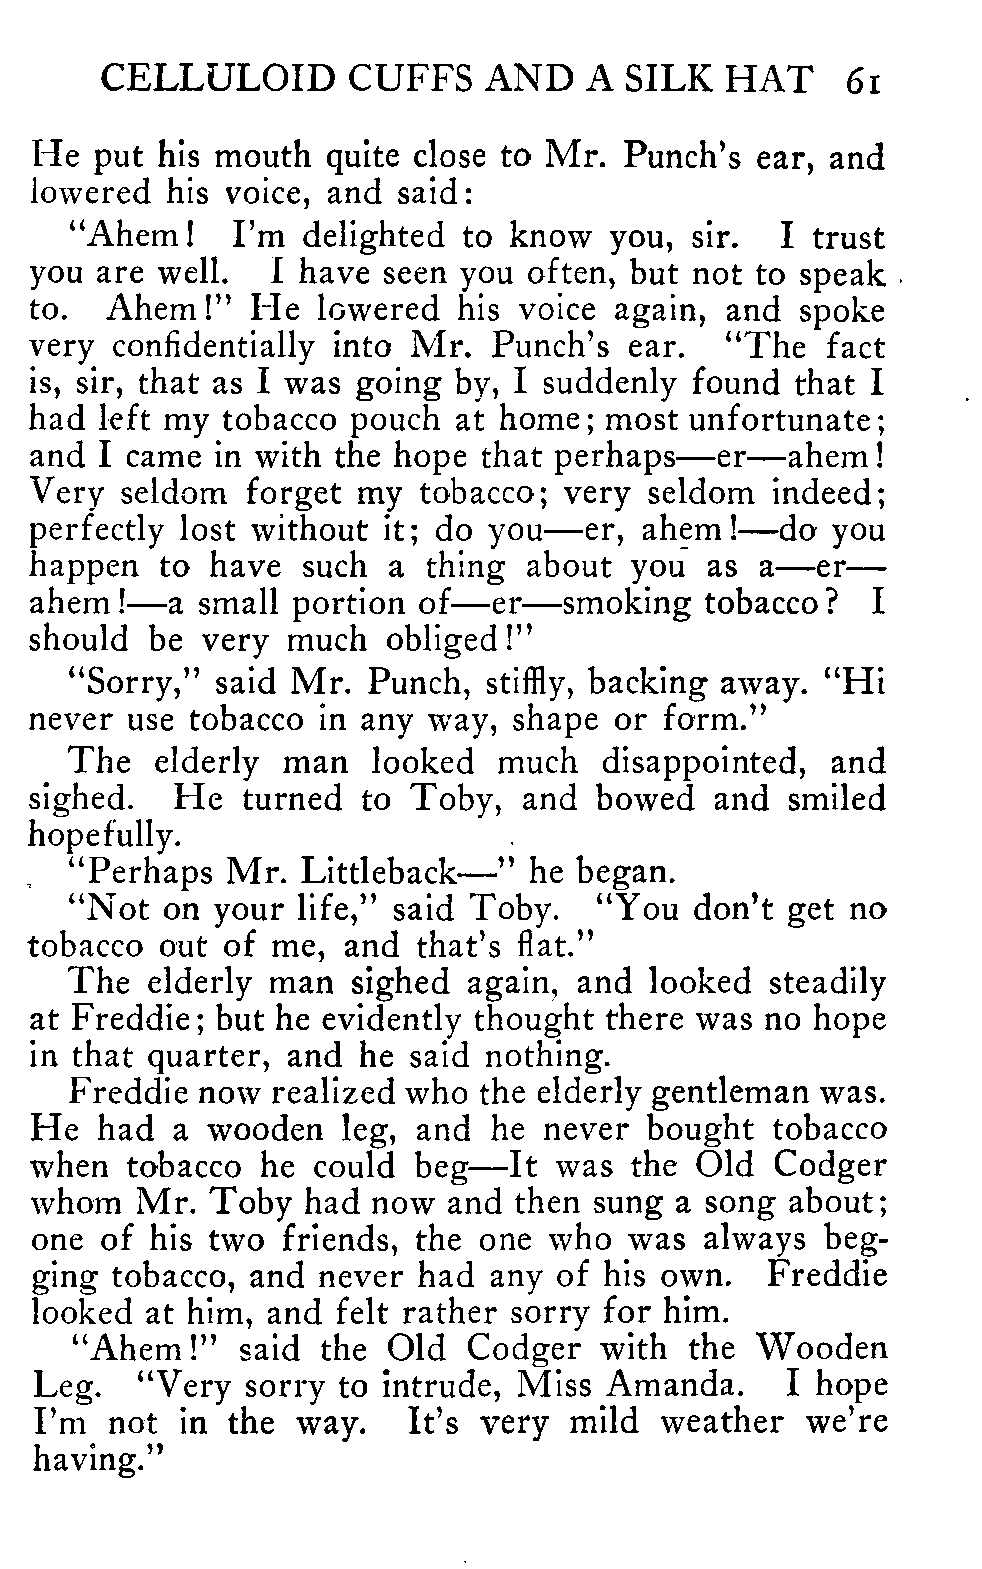 CELLULOID CUFFS AND A SILK HAT 61
He put his mouth quite close to Mr. Punch's ear, and
lowered his voice, and said:
"Ahem! I'm delighted to know you, sir. I trust
you are well. I have seen you often, but not to speak
to. Ahem!" He lowered his voice again, and spoke
very confidentially into Mr. Punch's ear. "The fact
is, sir, that as I was going by, I suddenly found that I
had left my tobacco pouch at home; most unfortunate;
and I came in with the hope that perhaps—er—ahem!
Very seldom forget my tobacco; very seldom indeed;
perfectly lost without it; do you—er, ahem!—do you
happen to have such a thing about you as a—er—
ahem!—a small portion of—er—smoking tobacco? I
should be very much obliged!"
"Sorry," said Mr. Punch, stiffly, backing away. "Hi
never use tobacco in any way, shape or form."
The elderly man looked much disappointed, and
sighed. He turned to Toby, and bowed and smiled
hopefully.
"Perhaps Mr. Littleback—" he began.
"Not on your life," said Toby. "You don't get no
tobacco out of me, and that's flat."
The elderly man sighed again, and looked steadily
at Freddie; but he evidently thought there was no hope
in that quarter, and he said nothing.
Freddie now realized who the elderly gentleman was.
He had a wooden leg, and he never bought tobacco
when tobacco he could beg—It was the Old Codger
whom Mr. Toby had now and then sung a song about;
one of his two friends, the one who was always beg-
ging tobacco, and never had any of his own. Freddie
looked at him, and felt rather sorry for him.
"Ahem!" said the Old Codger with the Wooden
Leg. "Very sorry to intrude, Miss Amanda. I hope
I'm not in the way. It's very mild weather we're
having."